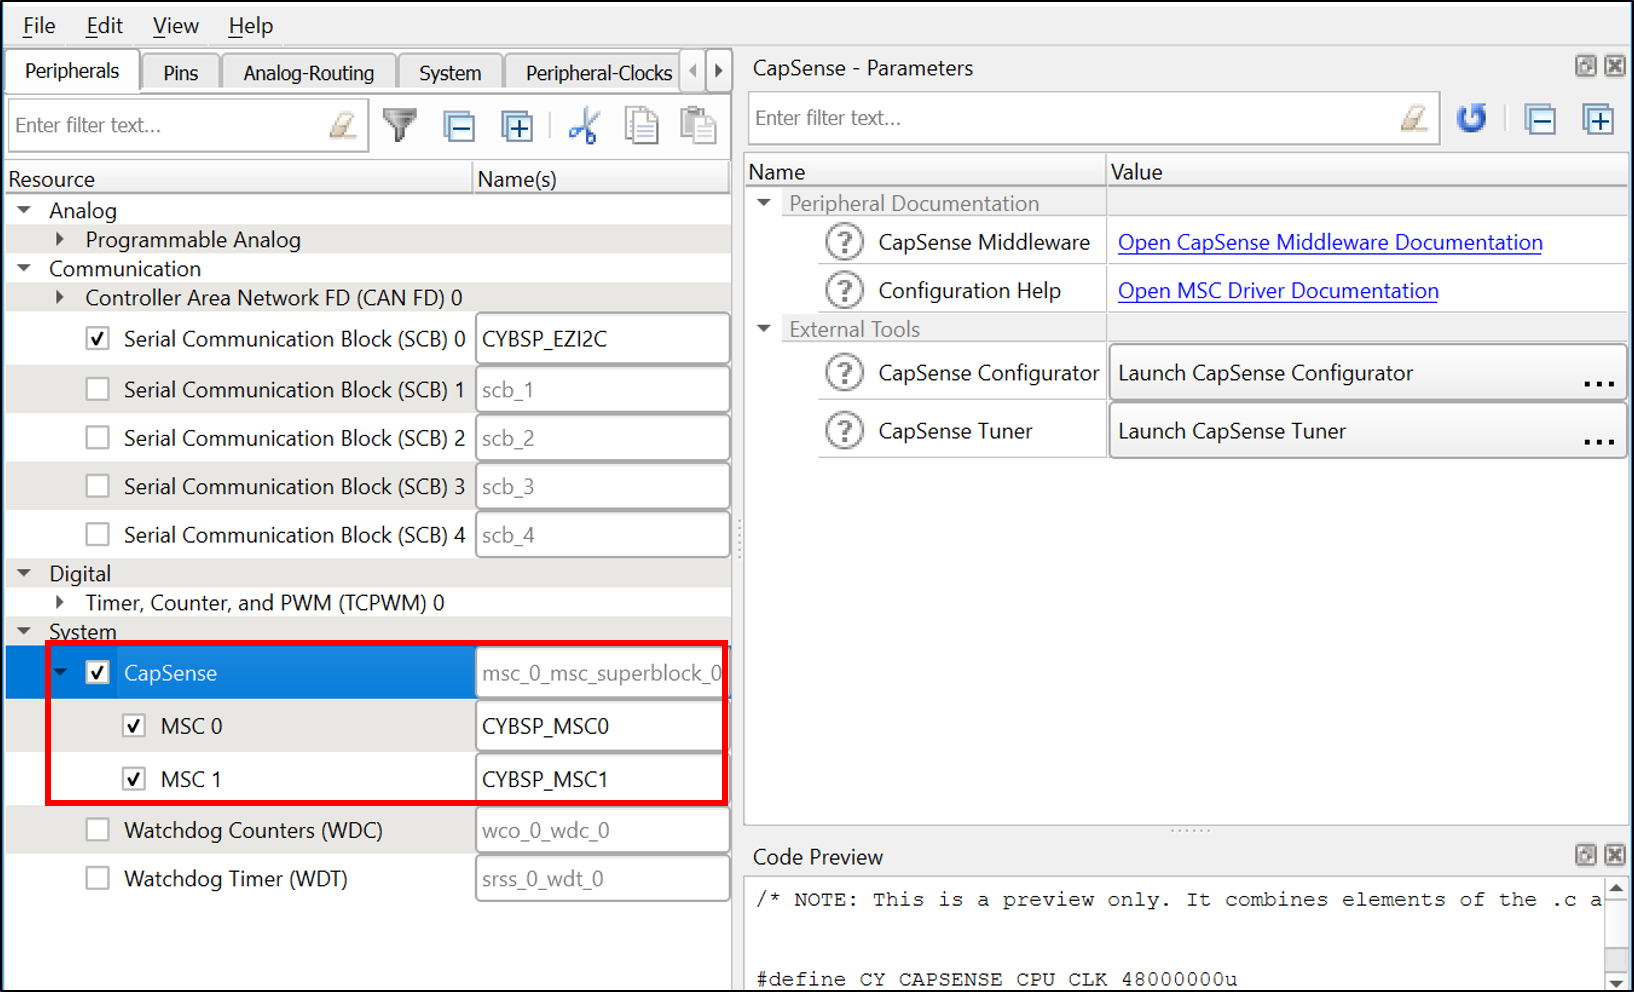 File Edit View Help
Peripherals Pins Analog-Routing System Peripheral-Clocks
Enter filter text...
Resource Name(s)
Analog
Programmable Analog
Communication
Controller Area Network FD (CAN FD) 0
Serial Communication Block (SCB) 0 CYBSP_EZI2C
Serial Communication Block (SCB) 1 scb_1
Serial Communication Block (SCB) 2 scb_2
Serial Communication Block (SCB) 3 scb_3
Serial Communication Block (SCB) 4 scb_4
Digital
Timer, Counter, and PWM (TCPWM) 0
System
CapSense msc_0_msc_superblock_0
MSC 0 CYBSP_MSC0
MSC 1 CYBSP_MSC1
Watchdog Counters (WDC) wco_0_wdc_0
Watchdog Timer (WDT) srss_0_wdt_0
CapSense - Parameters
Enter filter text...
Name Value
Peripheral Documentation
CapSense Middleware Open CapSense Middleware Documentation
Configuration Help Open MSC Driver Documentation
External Tools
CapSense Configurator Launch CapSense Configurator ...
CapSense Tuner Launch CapSense Tuner ...
Code Preview
/* NOTE: This is a preview only. It combines elements of the .c a
#define CY_CAPSENSE_CPU_CLK 48000000u